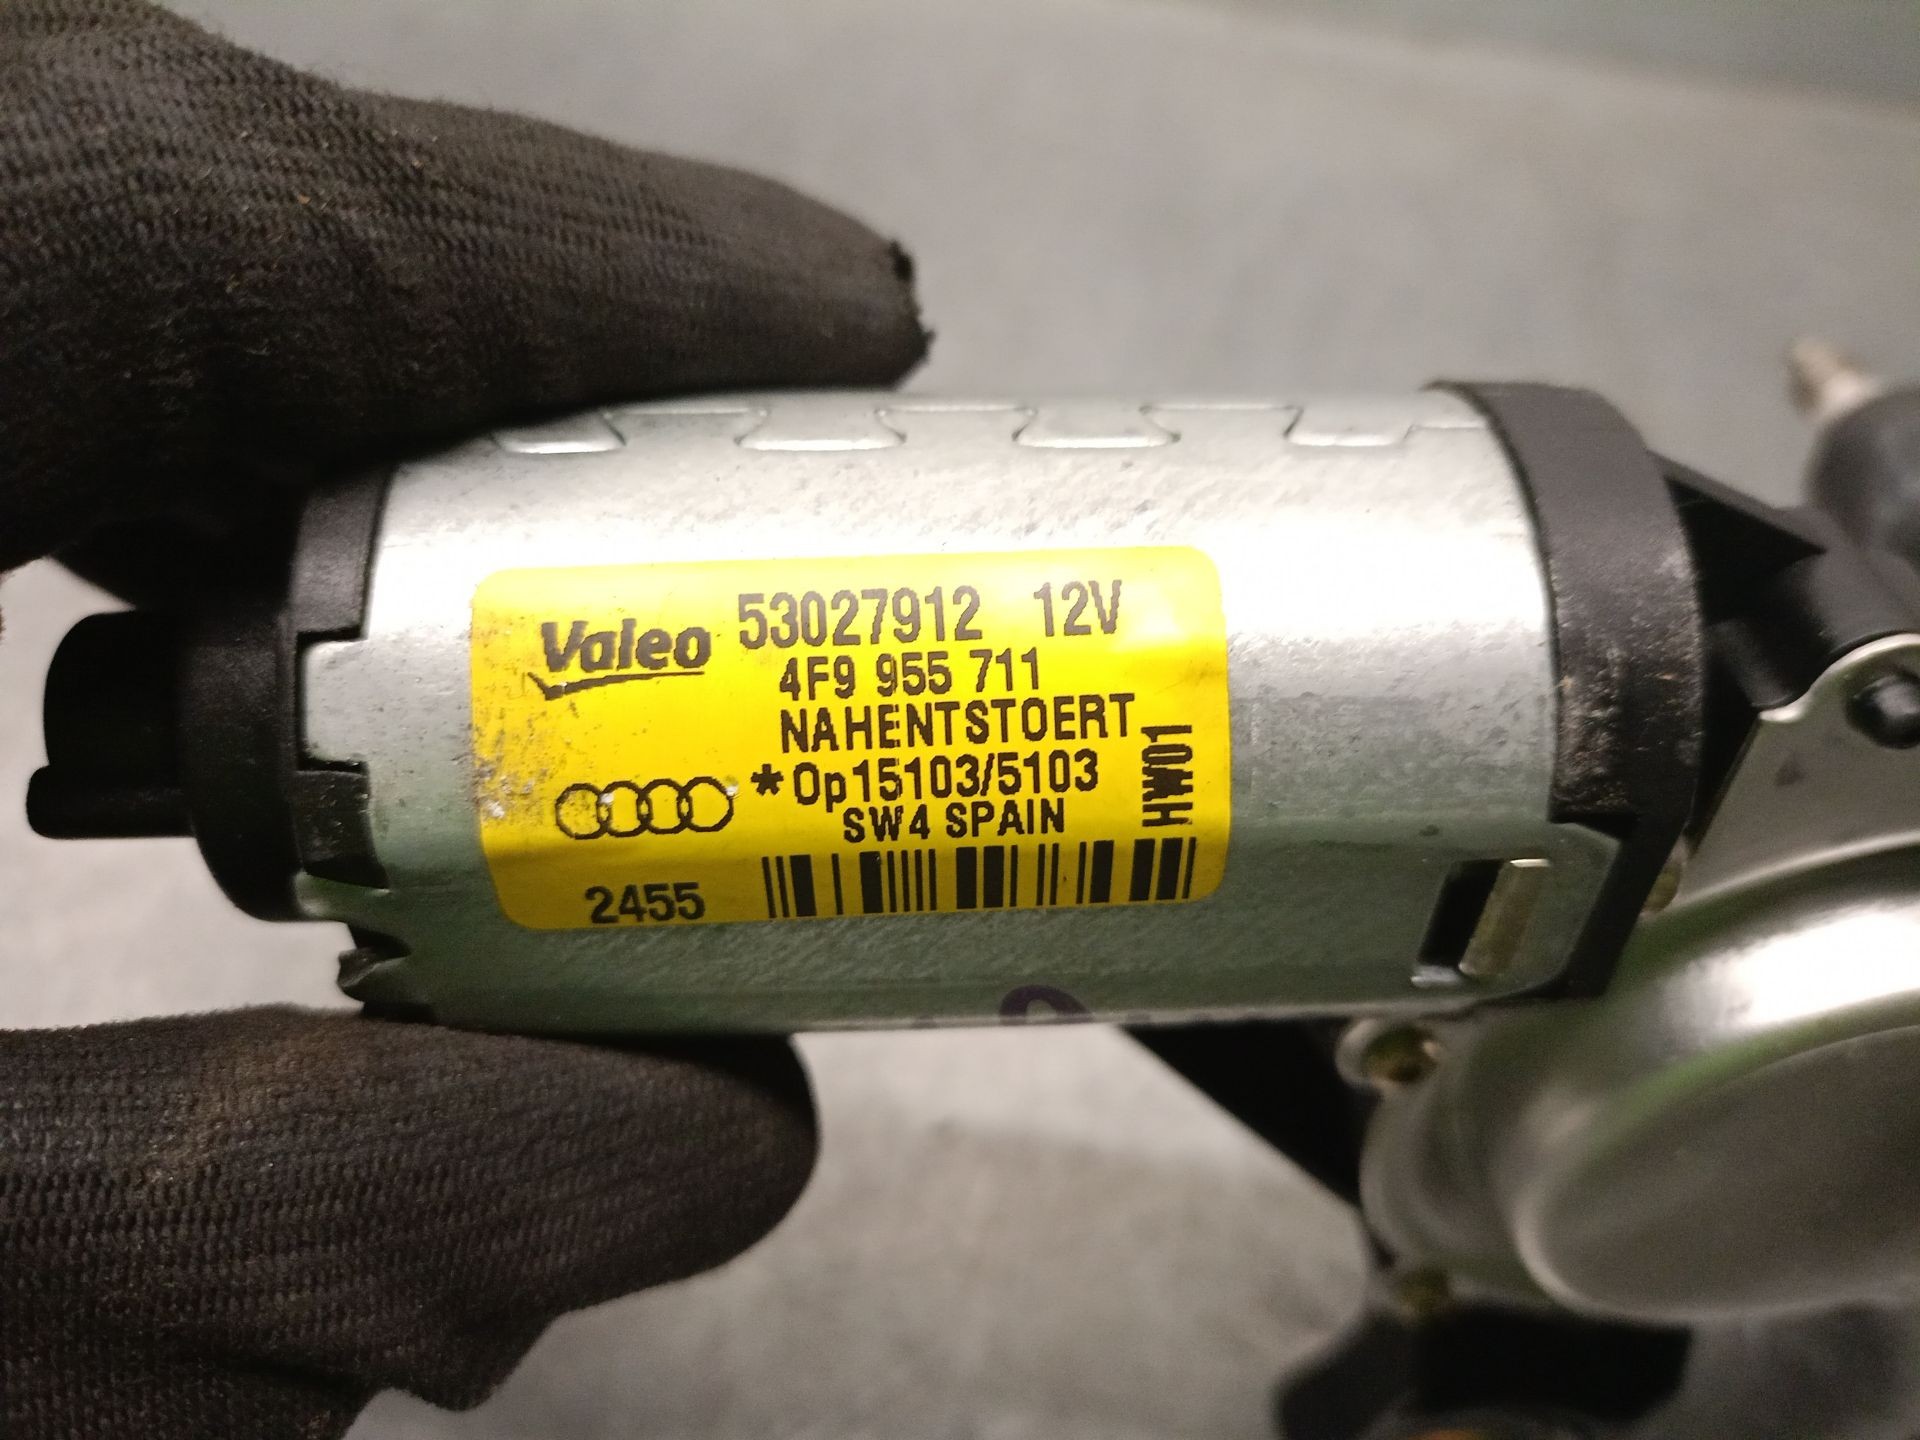 Valeo 53027912 12V
4F9 955 711
NAHENTSTOERT
*Op15103/5103
SW4 SPAIN
HW01
2455